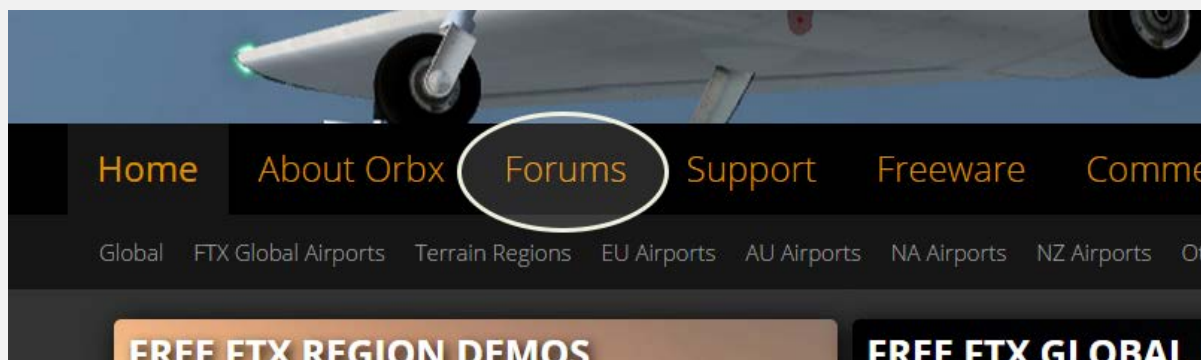 Home About Orbx Forums Support Freeware
Global FTX Global Airports Terrain Regions EU Airports AU Airports NA Airports NZ Airports
FREE FTX REGION DEMOS FREE FTX GLOBAL